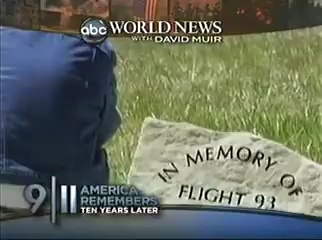 abc WORLD NEWS
WITH DAVID MUIR
IN MEMORY OF
FLIGHT 93
9 11 AMERICA
REMEMBERS
TEN YEARS LATER